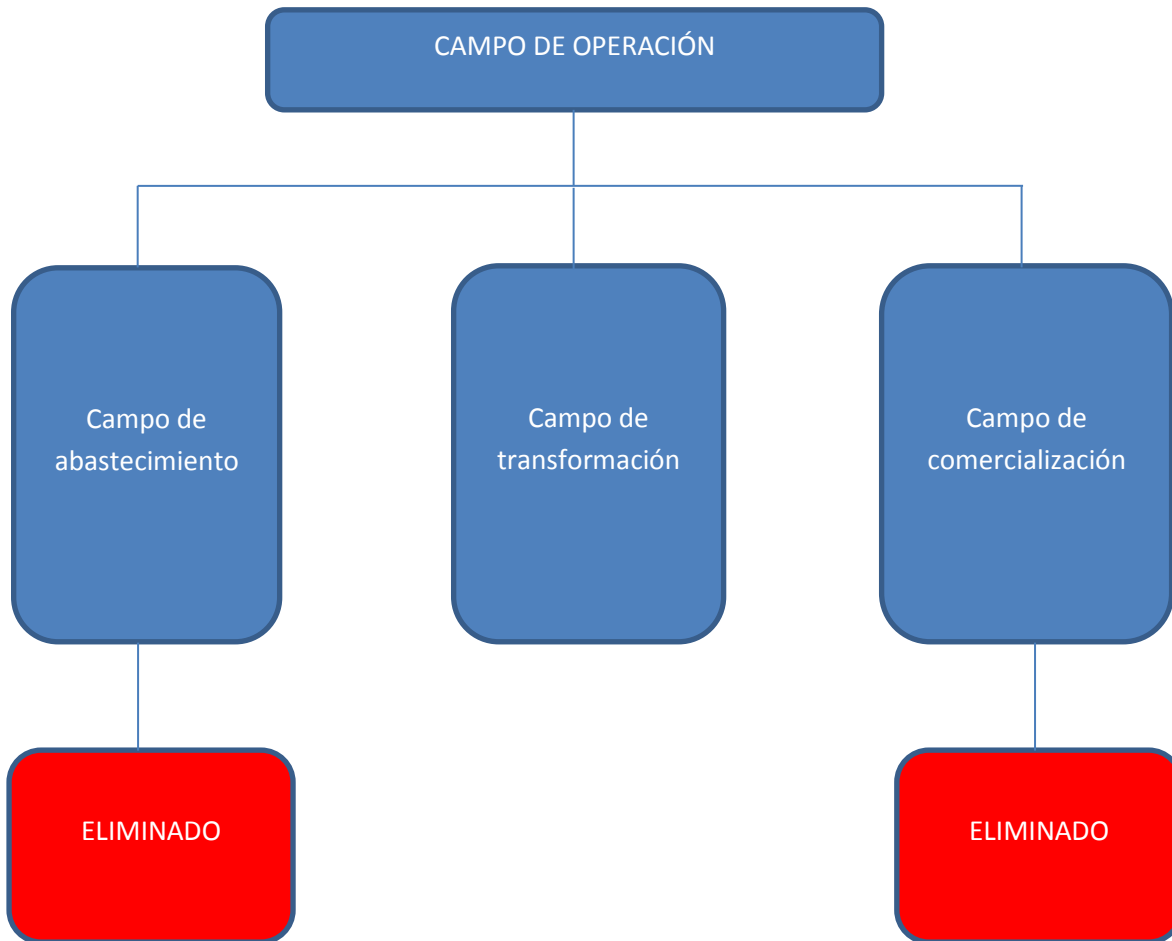 CAMPO DE OPERACIÓN
Campo de
abastecimiento
Campo de
transformación
Campo de
comercialización
ELIMINADO
ELIMINADO